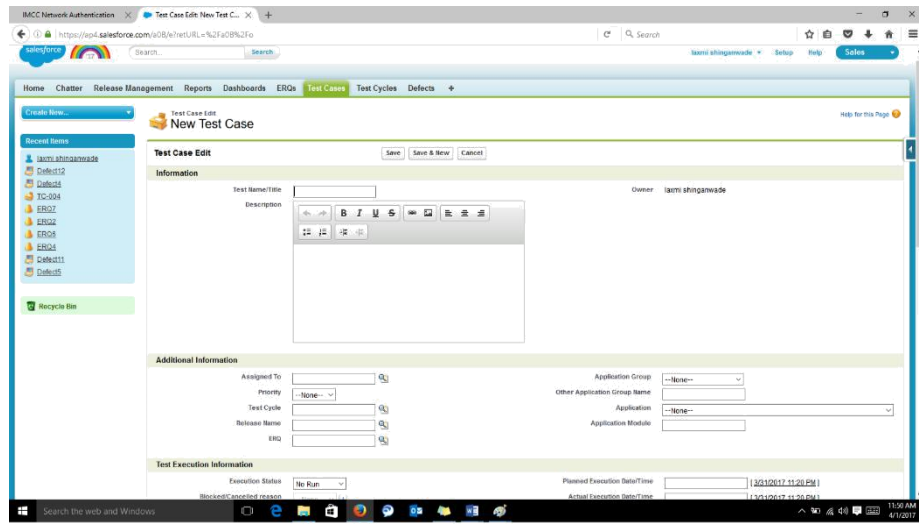 IMCC Network Authentication
Test Case Edit: New Test C...
https://ap4.salesforce.com/a0B/e?retURL=%2Fa0B%2Fo
Search
salesforce
17
Search...
Search
laxmi shinganwade
Setup
Help
Sales
Home Chatter Release Management Reports Dashboards ERQs Test Cases Test Cycles Defects +
Create New...
Test Case Edit
New Test Case
Help for this Page
Recent Items
laxmi shinganwade
Defect12
Defect4
TC-004
ERQ7
ERQ2
ERQ4
Defect11
Defect5
Recycle Bin
Test Case Edit
Save
Save & New
Cancel
Information
Test Name/Title
Owner laxmi shinganwade
Description
B I U S
Additional Information
Assigned To
Application Group --None--
Priority --None--
Other Application Group Name
Test Cycle
Application --None--
Release Name
Application Module
ERQ
Test Execution Information
Execution Status No Run
Planned Execution Date/Time [ 3/31/2017 11:20 PM ]
Blocked/Cancelled reason
Actual Execution Date/Time [ 3/31/2017 11:20 PM ]
Search the web and Windows
11:50 AM
4/1/2017